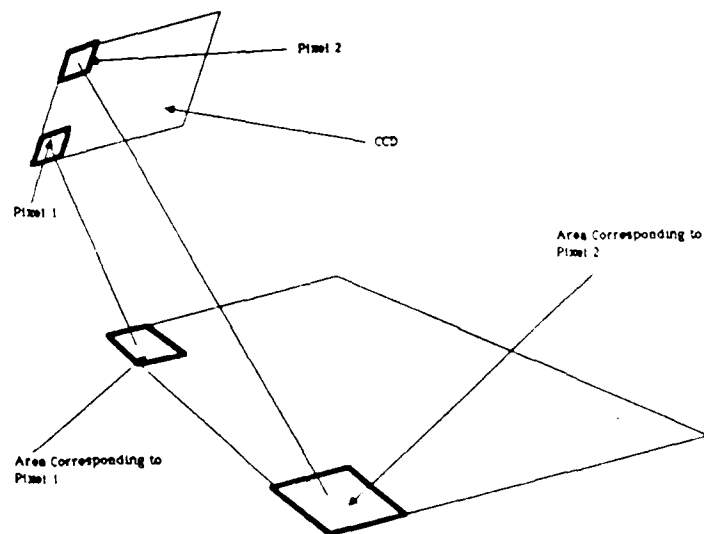 Pixel 2
CCD
Pixel 1
Area Corresponding to
Pixel 2
Area Corresponding to
Pixel 1